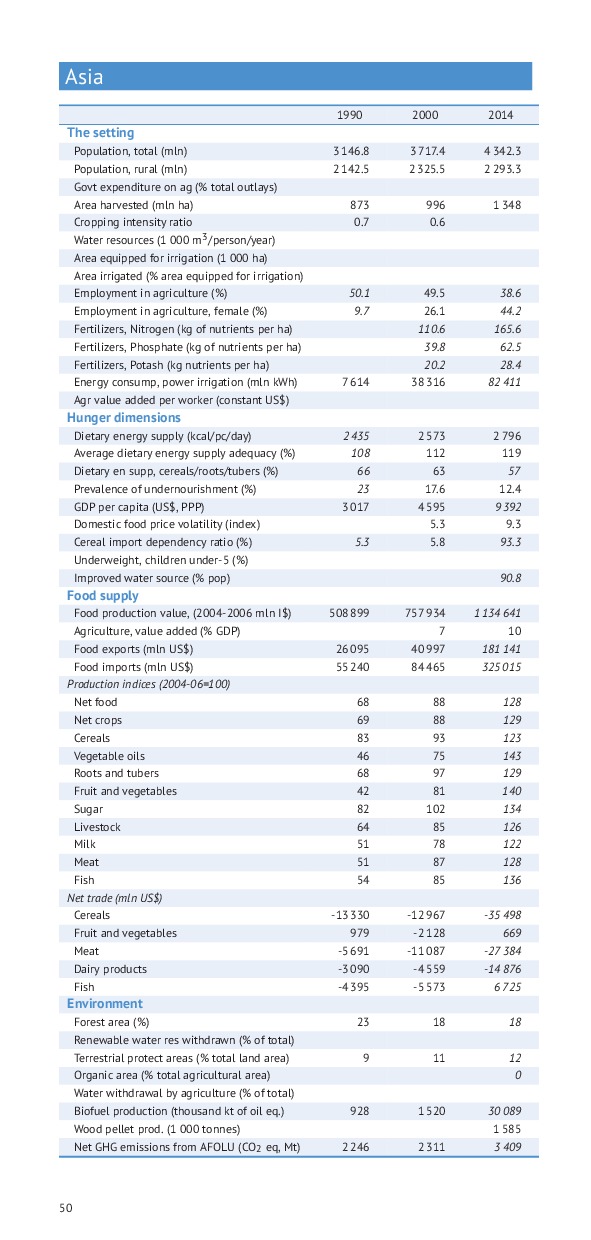 Asia
1990 2000 2014
The setting
Population, total (mln) 3 146.8 3 717.4 4 342.3
Population, rural (mln) 2 142.5 2 325.5 2 293.3
Govt expenditure on ag (% total outlays)
Area harvested (mln ha) 873 996 1 348
Cropping intensity ratio 0.7 0.6
Water resources (1 000 m³/person/year)
Area equipped for irrigation (1 000 ha)
Area irrigated (% area equipped for irrigation)
Employment in agriculture (%) 50.1 49.5 38.6
Employment in agriculture, female (%) 9.7 26.1 44.2
Fertilizers, Nitrogen (kg of nutrients per ha) 110.6 165.6
Fertilizers, Phosphate (kg of nutrients per ha) 39.8 62.5
Fertilizers, Potash (kg nutrients per ha) 20.2 28.4
Energy consump, power irrigation (mln kWh) 7 614 38 316 82 411
Agr value added per worker (constant US$)
Hunger dimensions
Dietary energy supply (kcal/pc/day) 2 435 2 573 2 796
Average dietary energy supply adequacy (%) 108 112 119
Dietary en supp, cereals/roots/tubers (%) 66 63 57
Prevalence of undernourishment (%) 23 17.6 12.4
GDP per capita (US$, PPP) 3 017 4 595 9 392
Domestic food price volatility (index) 5.3 9.3
Cereal import dependency ratio (%) 5.3 5.8 93.3
Underweight, children under-5 (%)
Improved water source (% pop) 90.8
Food supply
Food production value, (2004-2006 mln I$) 508 899 757 934 1 134 641
Agriculture, value added (% GDP) 7 10
Food exports (mln US$) 26 095 40 997 181 141
Food imports (mln US$) 55 240 84 465 325 015
Production indices (2004-06=100)
Net food 68 88 128
Net crops 69 88 129
Cereals 83 93 123
Vegetable oils 46 75 143
Roots and tubers 68 97 129
Fruit and vegetables 42 81 140
Sugar 82 102 134
Livestock 64 85 126
Milk 51 78 122
Meat 51 87 128
Fish 54 85 136
Net trade (mln US$)
Cereals -13 330 -12 967 -35 498
Fruit and vegetables 979 -2 128 669
Meat -5 691 -11 087 -27 384
Dairy products -3 090 -4 559 -14 876
Fish -4 395 -5 573 6 725
Environment
Forest area (%) 23 18 18
Renewable water res withdrawn (% of total)
Terrestrial protect areas (% total land area) 9 11 12
Organic area (% total agricultural area) 0
Water withdrawal by agriculture (% of total)
Biofuel production (thousand kt of oil eq.) 928 1 520 30 089
Wood pellet prod. (1 000 tonnes) 1 585
Net GHG emissions from AFOLU (CO₂ eq, Mt) 2 246 2 311 3 409
50